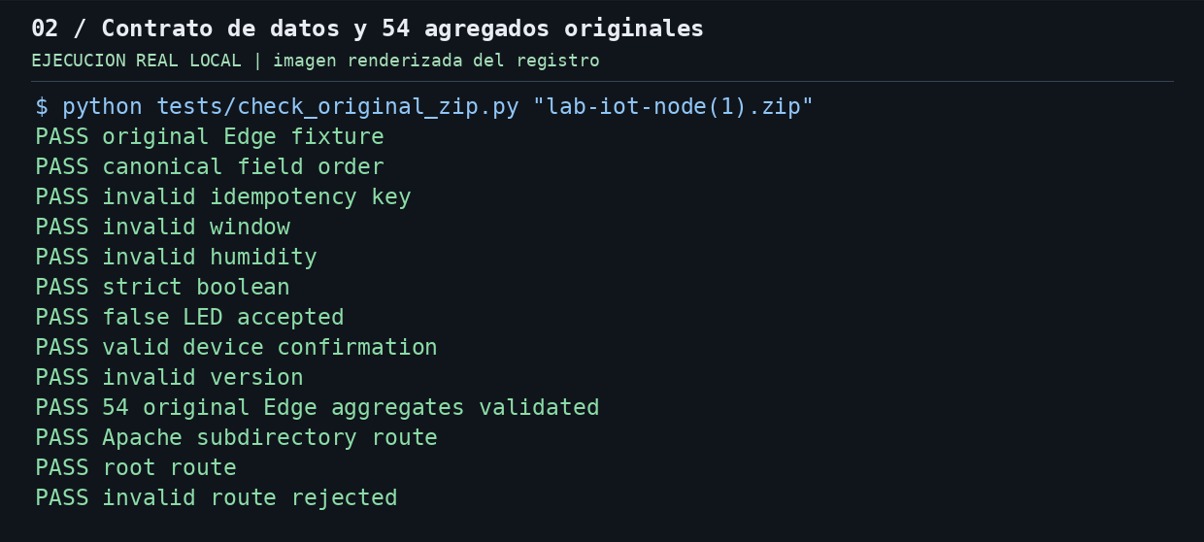 02 / Contrato de datos y 54 agregados originales
EJECUCION REAL LOCAL | imagen renderizada del registro
$ python tests/check_original_zip.py "lab-iot-node(1).zip"
PASS original Edge fixture
PASS canonical field order
PASS invalid idempotency key
PASS invalid window
PASS invalid humidity
PASS strict boolean
PASS false LED accepted
PASS valid device confirmation
PASS invalid version
PASS 54 original Edge aggregates validated
PASS Apache subdirectory route
PASS root route
PASS invalid route rejected